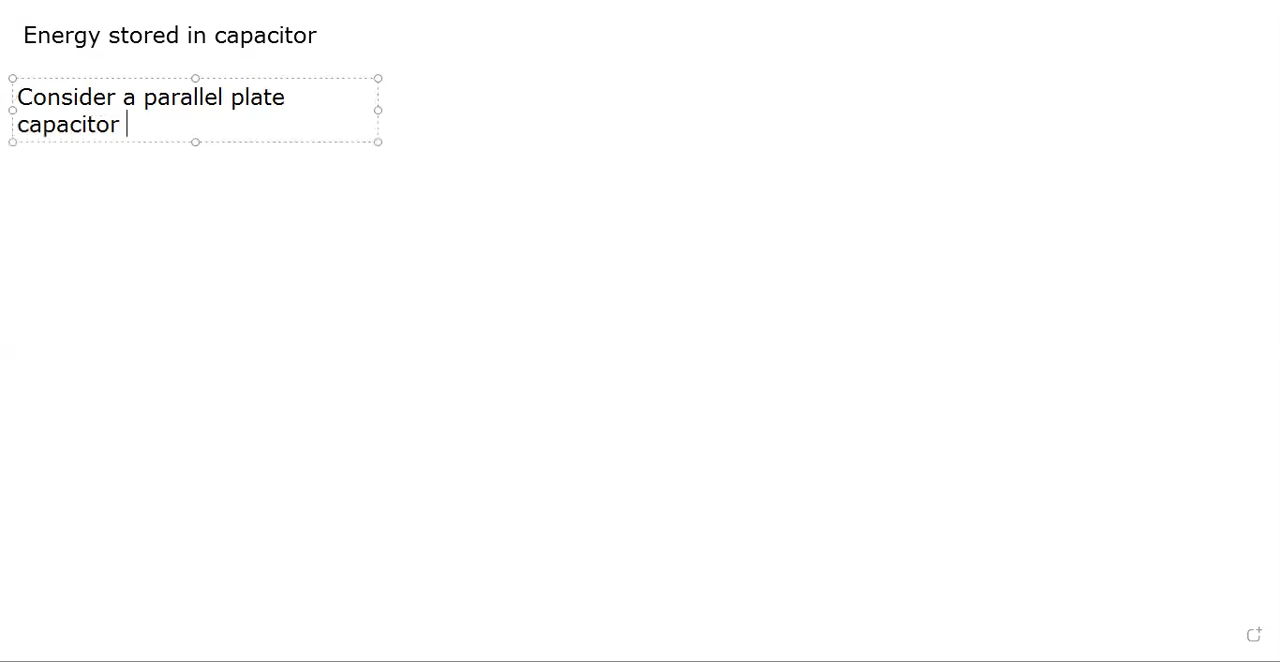 Energy stored in capacitor
Consider a parallel plate
capacitor